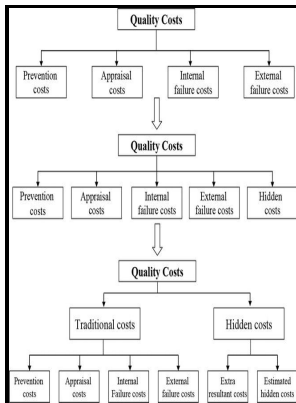 Quality Costs
Prevention costs
Appraisal costs
Internal failure costs
External failure costs
Quality Costs
Prevention costs
Appraisal costs
Internal failure costs
External failure costs
Hidden costs
Quality Costs
Traditional costs
Hidden costs
Prevention costs
Appraisal costs
Internal Failure costs
External failure costs
Extra resultant costs
Estimated hidden costs